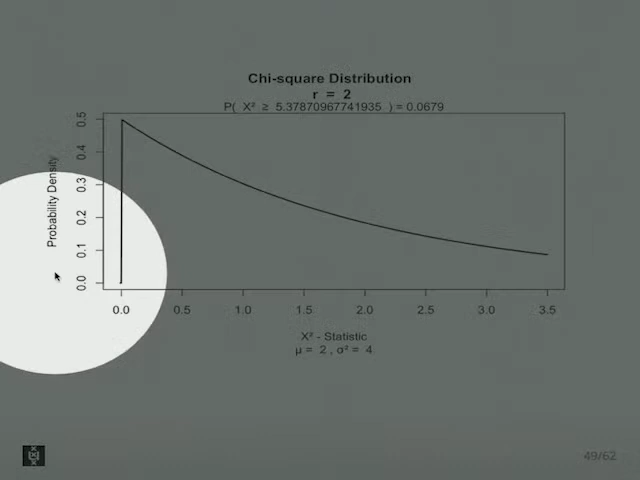 Chi-square Distribution
r = 2
P( X² ≥ 5.37870967741935 ) = 0.0679
Probability Density
0.5
0.4
0.3
0.2
0.1
0.0
0.0 0.5 1.0 1.5 2.0 2.5 3.0 3.5
X² - Statistic
μ = 2 , σ² = 4
49/62